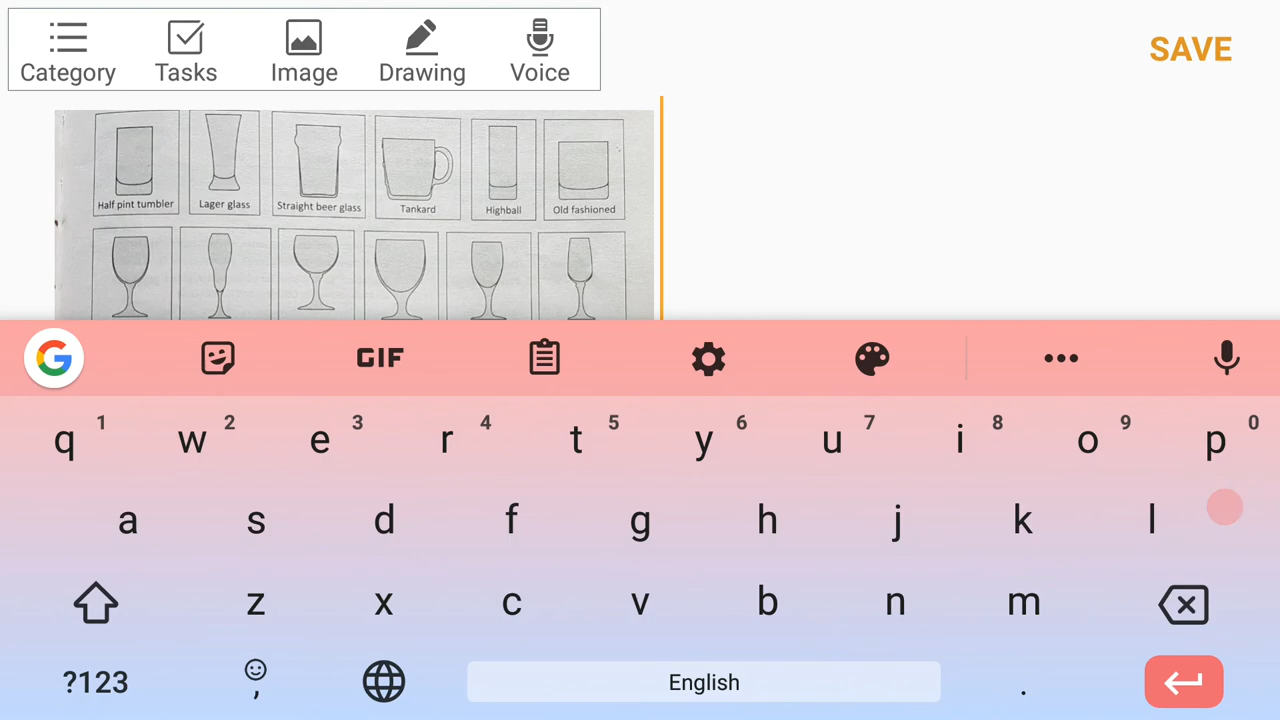 Category Tasks Image Drawing Voice
SAVE
Half pint tumbler Lager glass Straight beer glass Tankard Highball Old fashioned
G GIF
q 1 w 2 e 3 r 4 t 5 y 6 u 7 i 8 o 9 p 0
a s d f g h j k l
z x c v b n m
?123 , English .